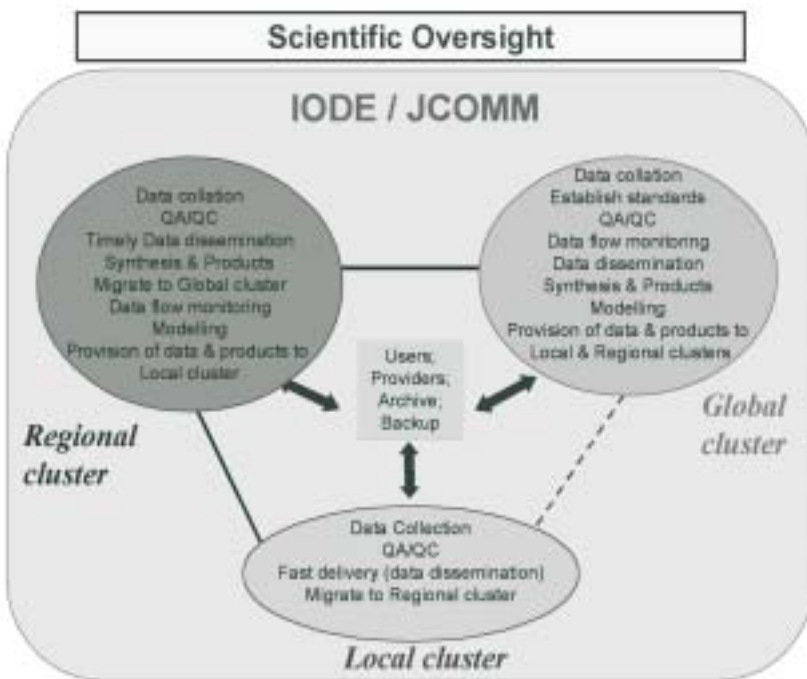 Scientific Oversight
IODE / JCOMM
Data collation
QA/QC
Timely Data dissemination
Synthesis & Products
Migrate to Global cluster
Data flow monitoring
Modelling
Provision of data & products to
Local cluster
Regional
cluster
Data collation
Establish standards
QA/QC
Data flow monitoring
Data dissemination
Synthesis & Products
Modelling
Provision of data & products to
Local & Regional clusters
Global
cluster
Users;
Providers;
Archive;
Backup
Data Collection
QA/QC
Fast delivery (data dissemination)
Migrate to Regional cluster
Local cluster